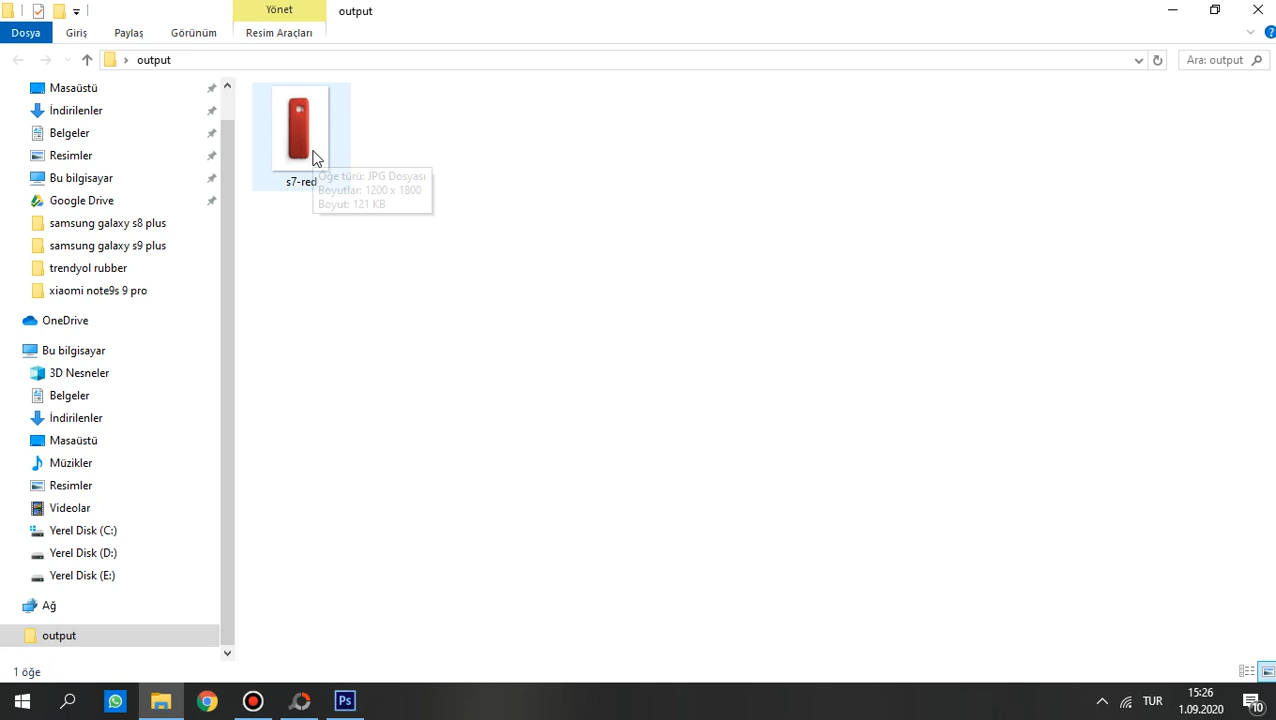 Yönet
output
Dosya
Giriş
Paylaş
Görünüm
Resim Araçları
output
Ara: output
Masaüstü
İndirilenler
Belgeler
Resimler
Bu bilgisayar
Google Drive
samsung galaxy s8 plus
samsung galaxy s9 plus
trendyol rubber
xiaomi note9s 9 pro
OneDrive
Bu bilgisayar
3D Nesneler
Belgeler
İndirilenler
Masaüstü
Müzikler
Resimler
Videolar
Yerel Disk (C:)
Yerel Disk (D:)
Yerel Disk (E:)
Ağ
output
s7-red
Öğe türü: JPG Dosyası
Boyutlar: 1200 x 1800
Boyut: 121 KB
1 öğe
Ps
TUR
15:26
1.09.2020
10